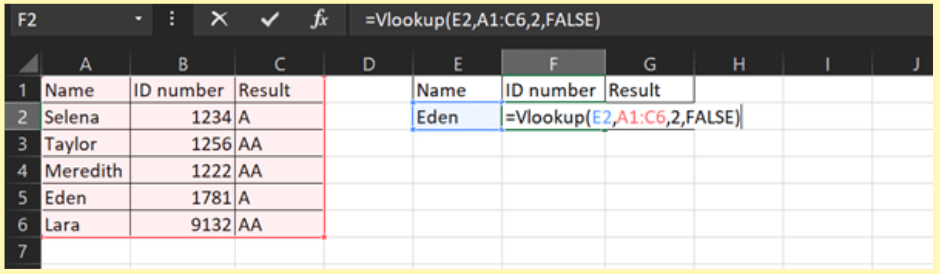 F2 fx =Vlookup(E2,A1:C6,2,FALSE)
A B C D E F G H I J
1 Name ID number Result Name ID number Result
2 Selena 1234 A Eden =Vlookup(E2,A1:C6,2,FALSE)
3 Taylor 1256 AA
4 Meredith 1222 AA
5 Eden 1781 A
6 Lara 9132 AA
7